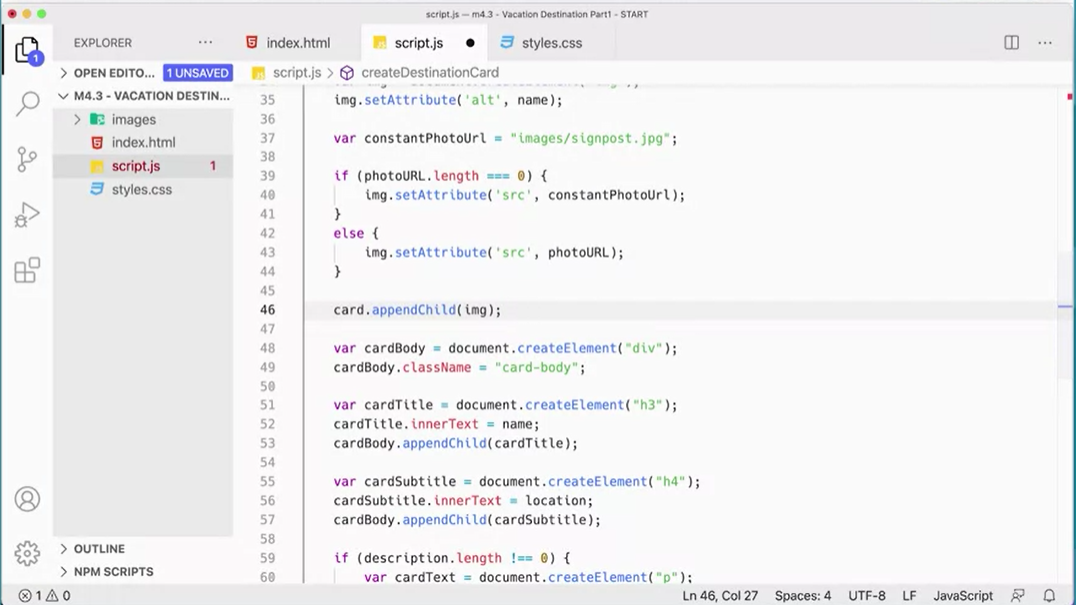 script.js — m4.3 - Vacation Destination Part1 - START
EXPLORER
index.html
script.js
styles.css
1
OPEN EDITO... 1 UNSAVED
script.js > createDestinationCard
M4.3 - VACATION DESTIN...
images
index.html
script.js 1
styles.css
35 img.setAttribute('alt', name);
36
37 var constantPhotoUrl = "images/signpost.jpg";
38
39 if (photoURL.length === 0) {
40 img.setAttribute('src', constantPhotoUrl);
41 }
42 else {
43 img.setAttribute('src', photoURL);
44 }
45
46 card.appendChild(img);
47
48 var cardBody = document.createElement("div");
49 cardBody.className = "card-body";
50
51 var cardTitle = document.createElement("h3");
52 cardTitle.innerText = name;
53 cardBody.appendChild(cardTitle);
54
55 var cardSubtitle = document.createElement("h4");
56 cardSubtitle.innerText = location;
57 cardBody.appendChild(cardSubtitle);
58
59 if (description.length !== 0) {
60 var cardText = document.createElement("p");
OUTLINE
NPM SCRIPTS
1 0
Ln 46, Col 27
Spaces: 4
UTF-8
LF
JavaScript